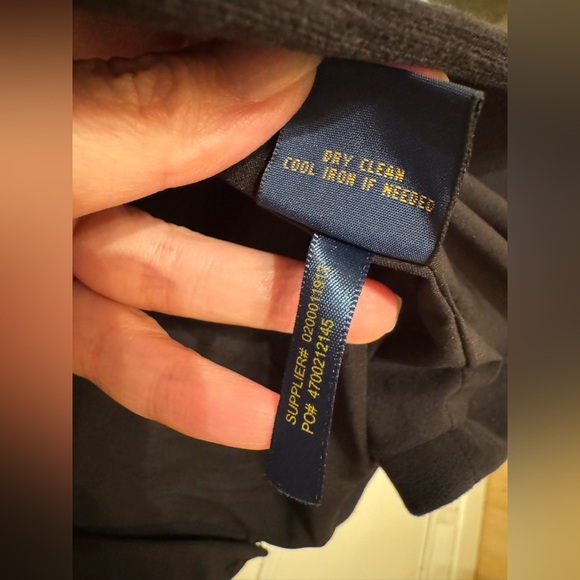 DRY CLEAN
COOL IRON IF NEEDED
SUPPLIER# 0200011913
PO# 4700212145